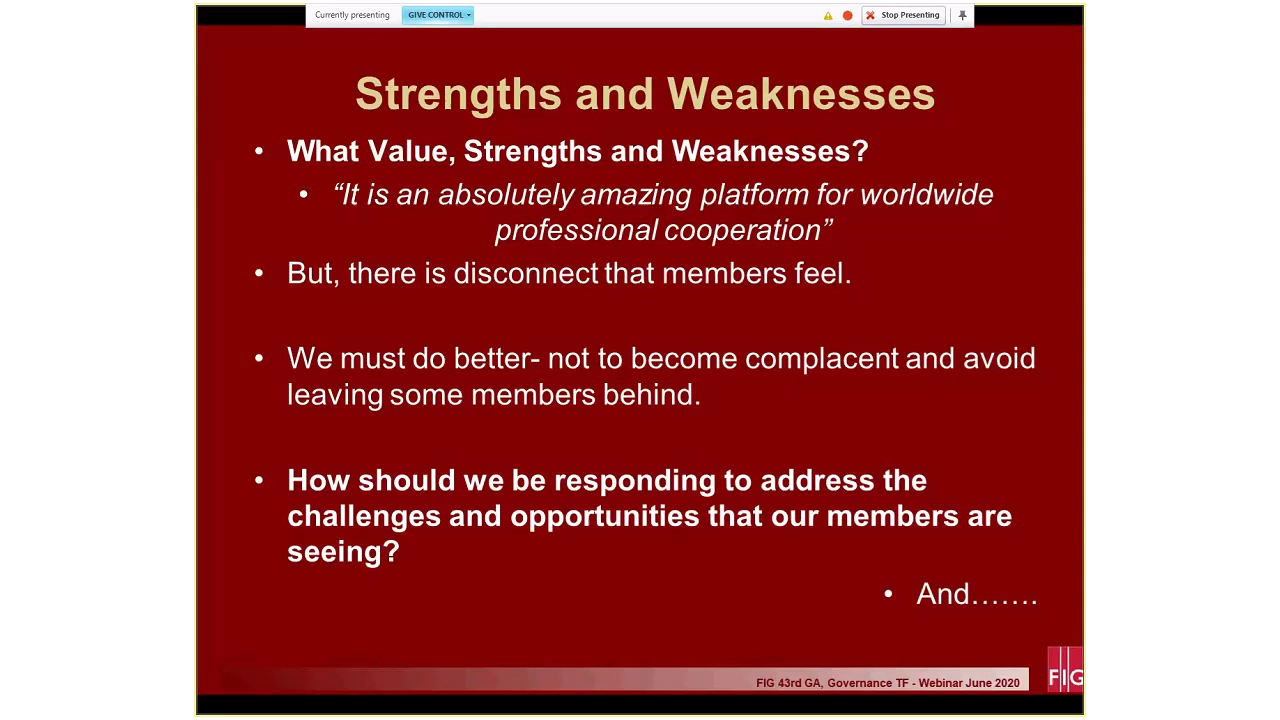 Currently presenting GIVE CONTROL Stop Presenting
Strengths and Weaknesses
• What Value, Strengths and Weaknesses?
• “It is an absolutely amazing platform for worldwide
professional cooperation”
• But, there is disconnect that members feel.
• We must do better- not to become complacent and avoid
leaving some members behind.
• How should we be responding to address the
challenges and opportunities that our members are
seeing?
• And…….
FIG 43rd GA, Governance TF - Webinar June 2020
FIG